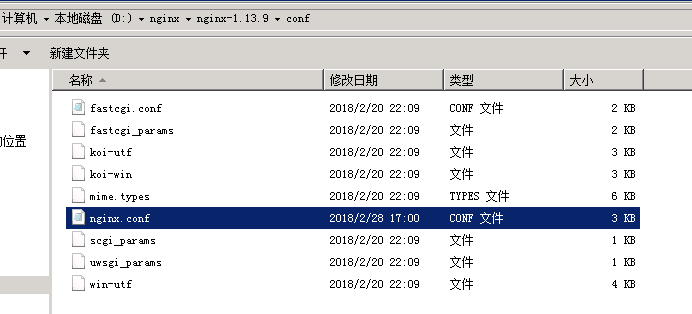 计算机 ▾ 本地磁盘 (D:) ▾ nginx ▾ nginx-1.13.9 ▾ conf
开 ▾ 新建文件夹
名称 修改日期 类型 大小
的位置
fastcgi.conf 2018/2/20 22:09 CONF 文件 2 KB
fastcgi_params 2018/2/20 22:09 文件 2 KB
koi-utf 2018/2/20 22:09 文件 3 KB
koi-win 2018/2/20 22:09 文件 3 KB
mime.types 2018/2/20 22:09 TYPES 文件 6 KB
nginx.conf 2018/2/28 17:00 CONF 文件 3 KB
scgi_params 2018/2/20 22:09 文件 1 KB
uwsgi_params 2018/2/20 22:09 文件 1 KB
win-utf 2018/2/20 22:09 文件 4 KB